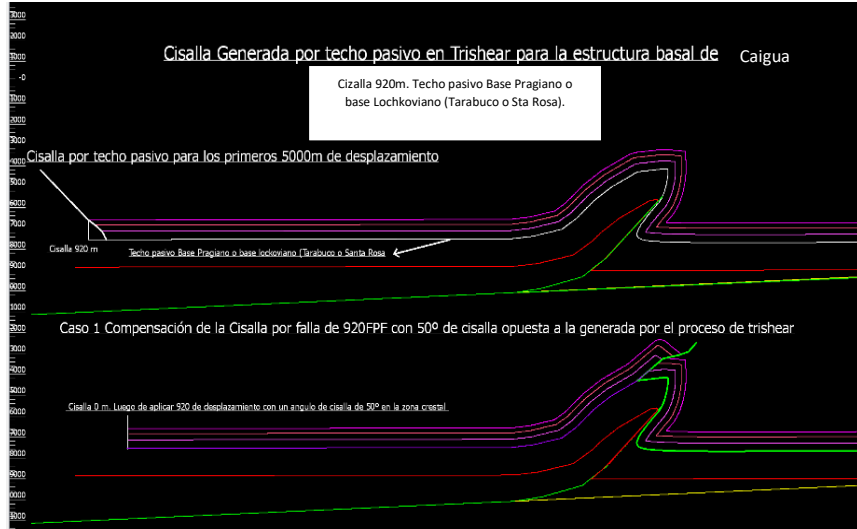 Cisalla Generada por techo pasivo en Trishear para la estructura basal de Caigua
Cizalla 920m. Techo pasivo Base Pragiano o
base Lochkoviano (Tarabuco o Sta Rosa).
Cisalla por techo pasivo para los primeros 5000m de desplazamiento
Cisalla 920 m
Techo pasivo Base Pragiano o base lockoviano (Tarabuco o Santa Rosa
Caso 1 Compensación de la Cisalla por falla de 920FPF con 50º de cisalla opuesta a la generada por el proceso de trishear
Cisalla 0 m. Luego de aplicar 920 de desplazamiento con un angulo de cisalla de 50º en la zona crestal